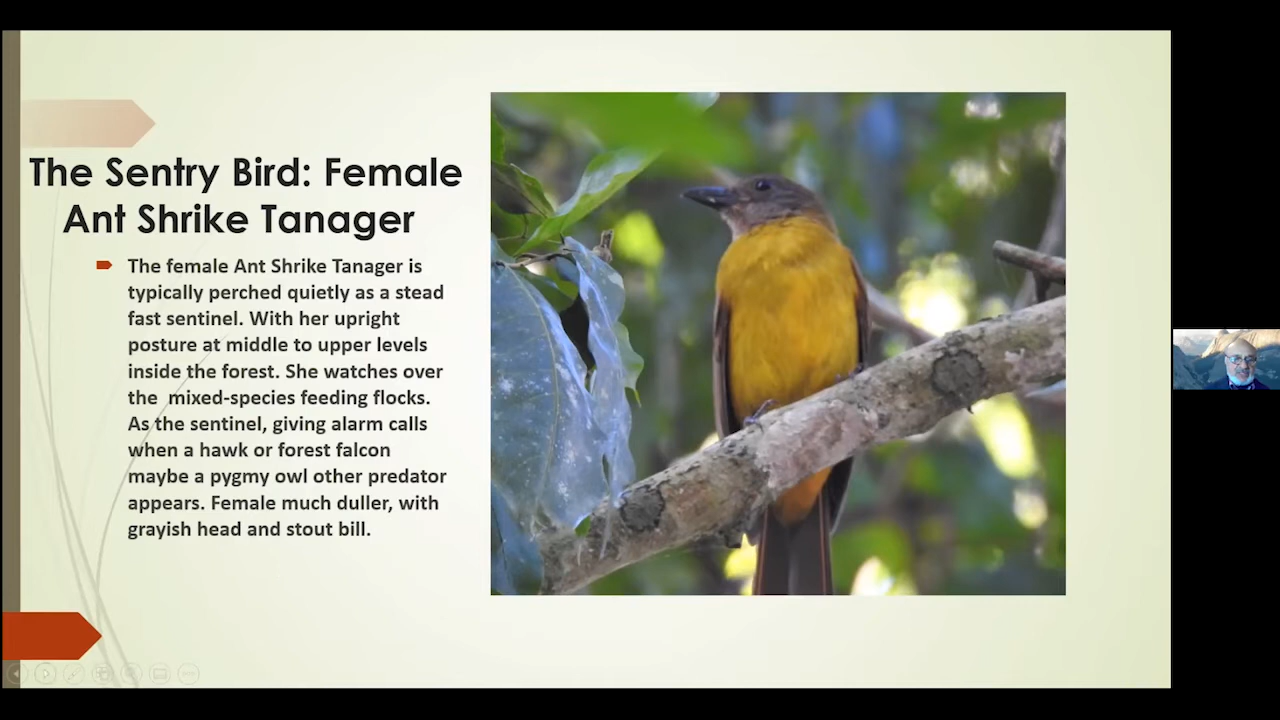 The Sentry Bird: Female
Ant Shrike Tanager
The female Ant Shrike Tanager is
typically perched quietly as a stead
fast sentinel. With her upright
posture at middle to upper levels
inside the forest. She watches over
the mixed-species feeding flocks.
As the sentinel, giving alarm calls
when a hawk or forest falcon
maybe a pygmy owl other predator
appears. Female much duller, with
grayish head and stout bill.